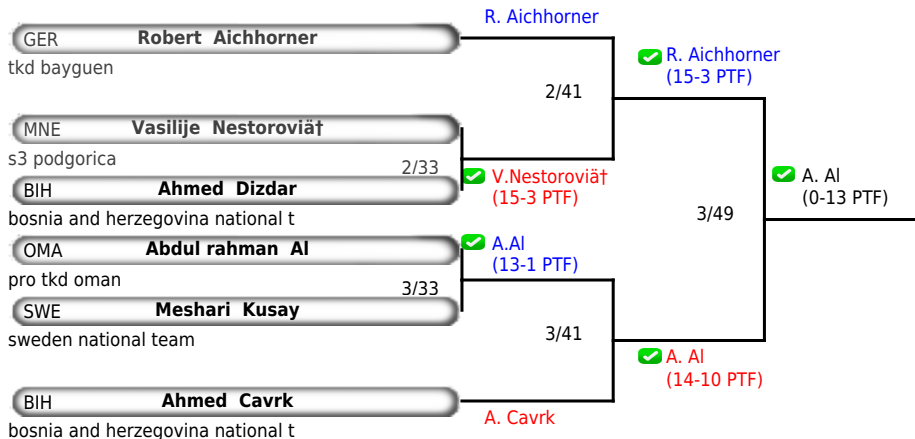 R. Aichhorner
GER Robert Aichhorner
tkd bayguen
R. Aichhorner
(15-3 PTF)
2/41
MNE Vasilije Nestoroviä†
s3 podgorica
2/33
V.Nestoroviä†
(15-3 PTF)
BIH Ahmed Dizdar
bosnia and herzegovina national t
A. Al
(0-13 PTF)
3/49
OMA Abdul rahman Al
A.Al
(13-1 PTF)
pro tkd oman
3/33
SWE Meshari Kusay
sweden national team
3/41
A. Al
(14-10 PTF)
BIH Ahmed Cavrk
A. Cavrk
bosnia and herzegovina national t